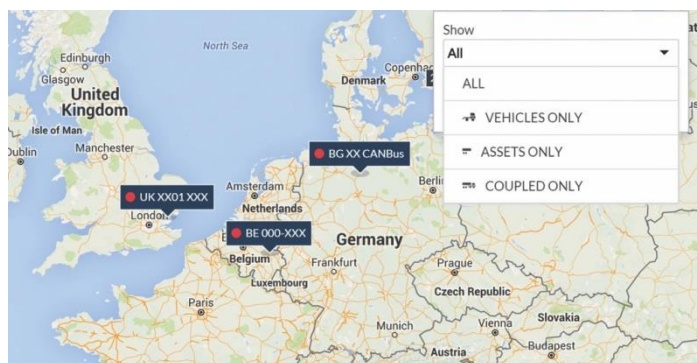 North Sea
Edinburgh
Glasgow
United
Kingdom
Isle of Man
Dublin
Manchester
UK XX01 XXX
London
Denmark
BG XX CANBus
Amsterdam
Netherlands
BE 000-XXX
Belgium
Luxembourg
Paris
Germany
Frankfurt
Prague
Czech Republic
Munich
Vienna
Austria
Slovakia
Budapest
Show
All
ALL
VEHICLES ONLY
ASSETS ONLY
COUPLED ONLY